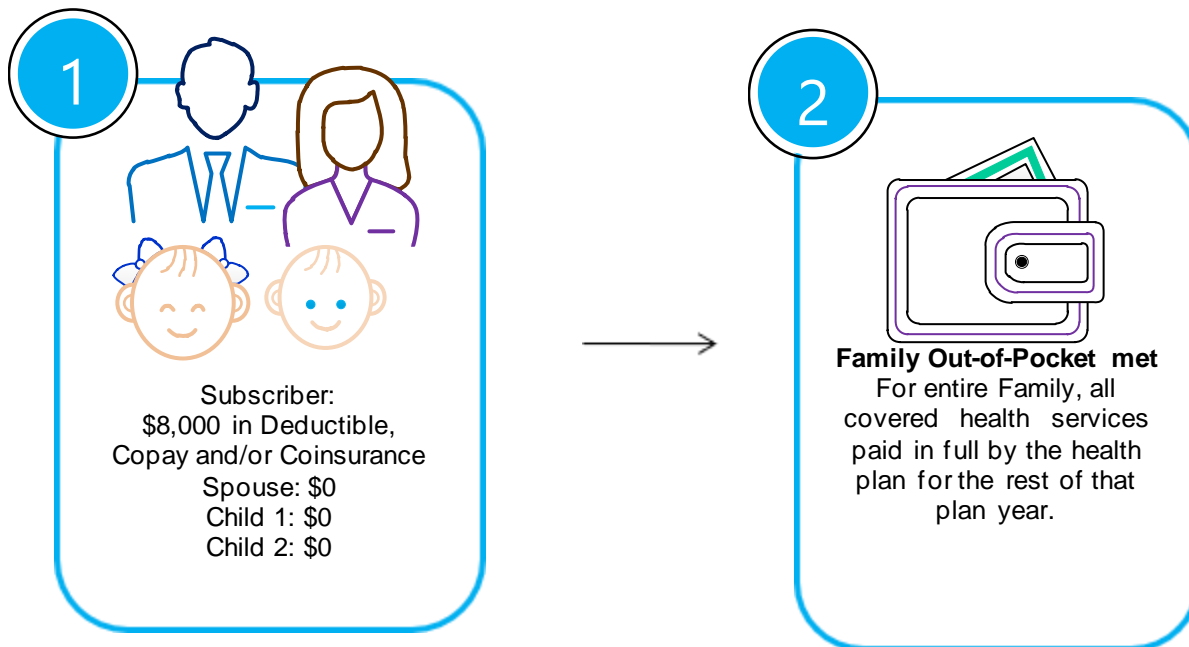 1
Subscriber:
$8,000 in Deductible,
Copay and/or Coinsurance
Spouse: $0
Child 1: $0
Child 2: $0
2
Family Out-of-Pocket met
For entire Family, all
covered health services
paid in full by the health
plan for the rest of that
plan year.